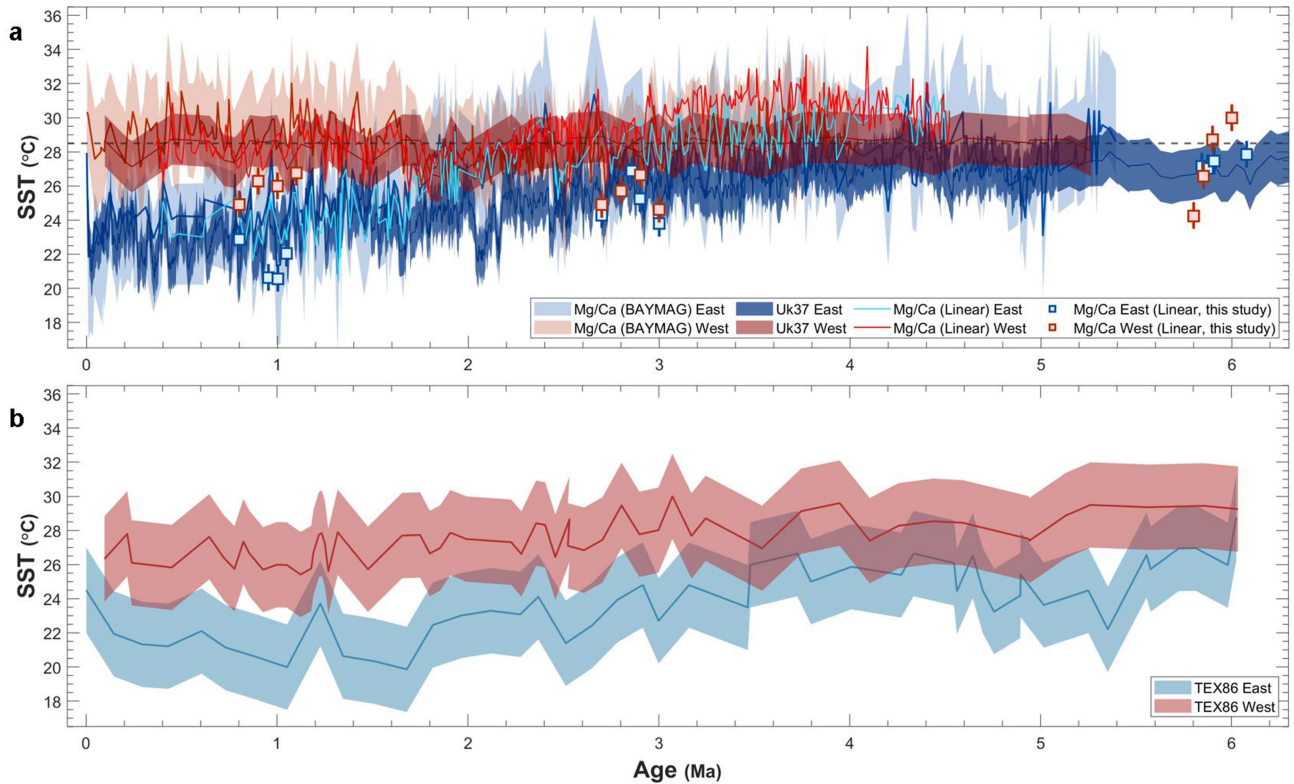 a
36
34
32
30
28
26
24
22
20
18
SST (°C)
Mg/Ca (BAYMAG) East
Mg/Ca (BAYMAG) West
Uk37 East
Uk37 West
Mg/Ca (Linear) East
Mg/Ca (Linear) West
Mg/Ca East (Linear, this study)
Mg/Ca West (Linear, this study)
0 1 2 3 4 5 6
b
36
34
32
30
28
26
24
22
20
18
SST (°C)
TEX86 East
TEX86 West
0 1 2 3 4 5 6
Age (Ma)